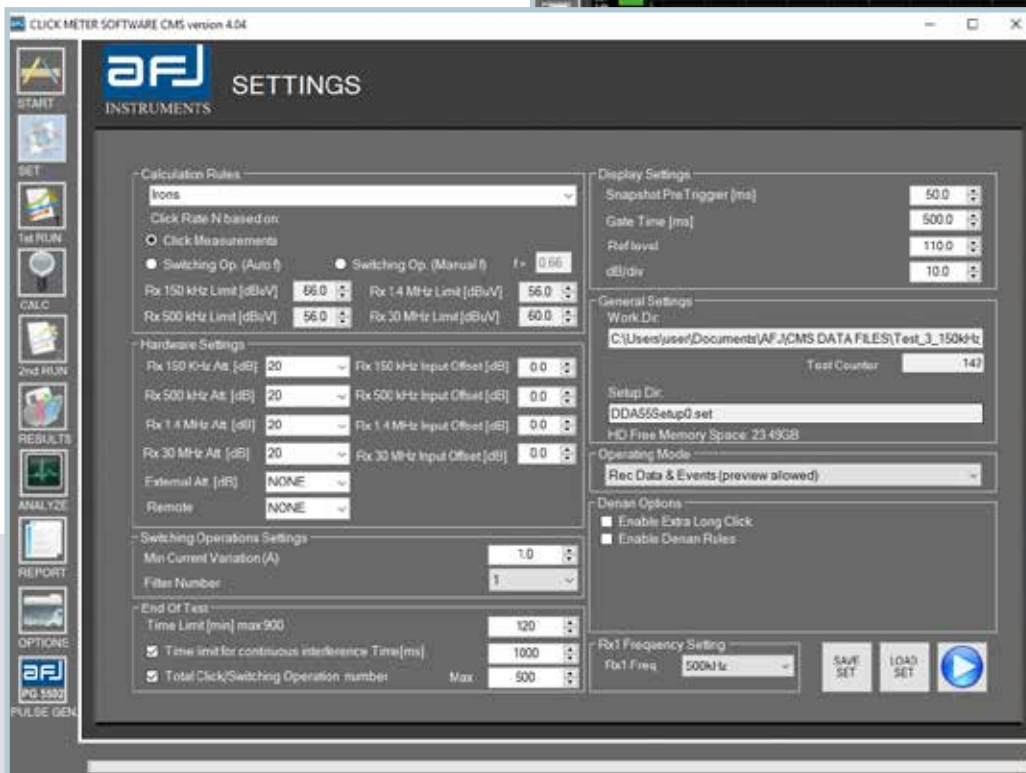 CLICK METER SOFTWARE CMS version 4.04
afj
INSTRUMENTS
SETTINGS
START
SET
1st RUN
CALC
2nd RUN
RESULTS
ANALYZE
REPORT
OPTIONS
afj
PG 5502
PULSE GEN.
Calculation Rules
Irons
Click Rate N based on:
Click Measurements
Switching Op. (Auto f)
Switching Op. (Manual f)
f = 0.66
Rx 150 kHz Limit [dBuV] 66.0
Rx 1.4 MHz Limit [dBuV] 56.0
Rx 500 kHz Limit [dBuV] 56.0
Rx 30 MHz Limit [dBuV] 60.0
Hardware Settings
Rx 150 KHz Att. [dB] 20
Rx 150 kHz Input Offset [dB] 0.0
Rx 500 kHz Att. [dB] 20
Rx 500 kHz Input Offset [dB] 0.0
Rx 1.4 MHz Att. [dB] 20
Rx 1.4 MHz Input Offset [dB] 0.0
Rx 30 MHz Att. [dB] 20
Rx 30 MHz Input Offset [dB] 0.0
External Att. [dB] NONE
Remote NONE
Switching Operations Settings
Min Current Variation (A) 1.0
Filter Number 1
End Of Test
Time Limit [min] max 900 120
Time limit for continuous interference Time[ms] 1000
Total Click/Switching Operation number Max 500
Display Settings
Snapshot Pre Trigger [ms] 50.0
Gate Time [ms] 500.0
Ref level 110.0
dB/div 10.0
General Settings
Work Dir:
C:\Users\user\Documents\AFJ\CMS DATA FILES\Test_3_150kHz
Test Counter 142
Setup Dir:
DDA55Setup0.set
HD Free Memory Space: 23.49GB
Operating Mode
Rec Data & Events (preview allowed)
Denan Options
Enable Extra Long Click
Enable Denan Rules
Rx1 Frequency Setting
Rx1 Freq 500kHz
SAVE SET
LOAD SET